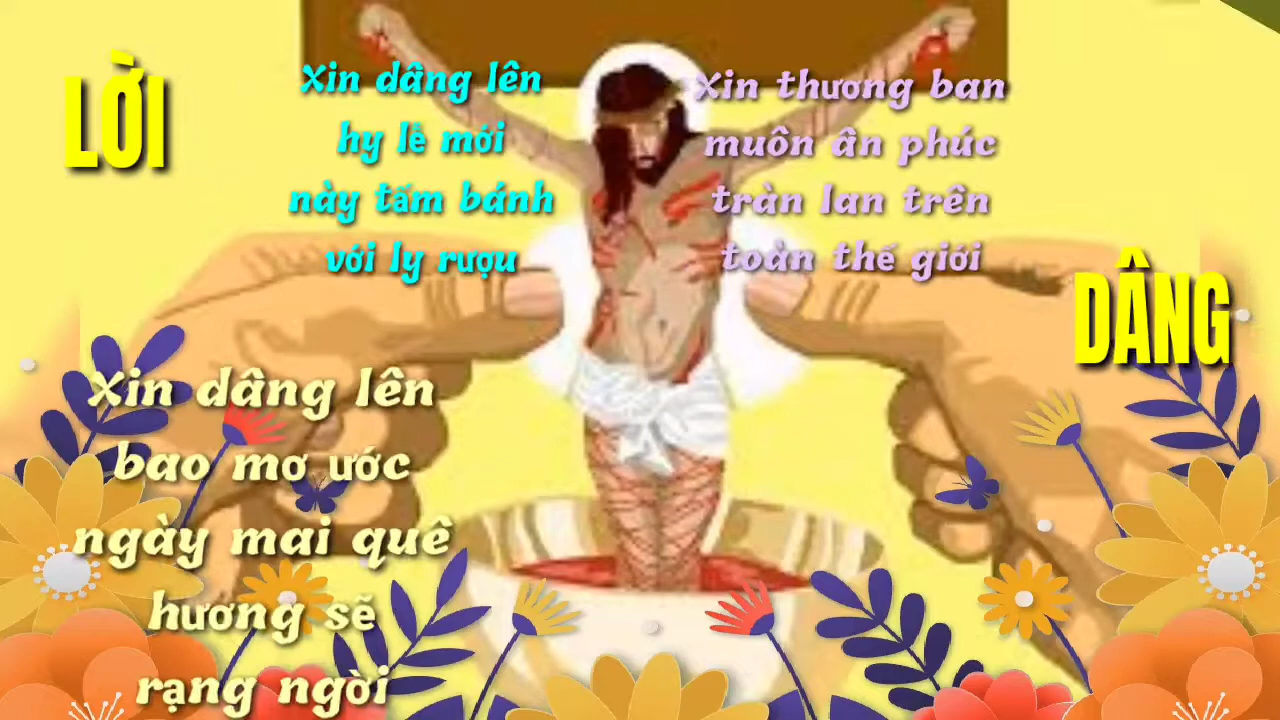 LỜI
DÂNG
Xin dâng lên
hy lề mới
này tấm bánh
với ly rượu
Xin thương ban
muôn ân phúc
tràn lan trên
toàn thế giới
Xin dâng lên
bao mơ ước
ngày mai quê
hương sẽ
rạng ngời